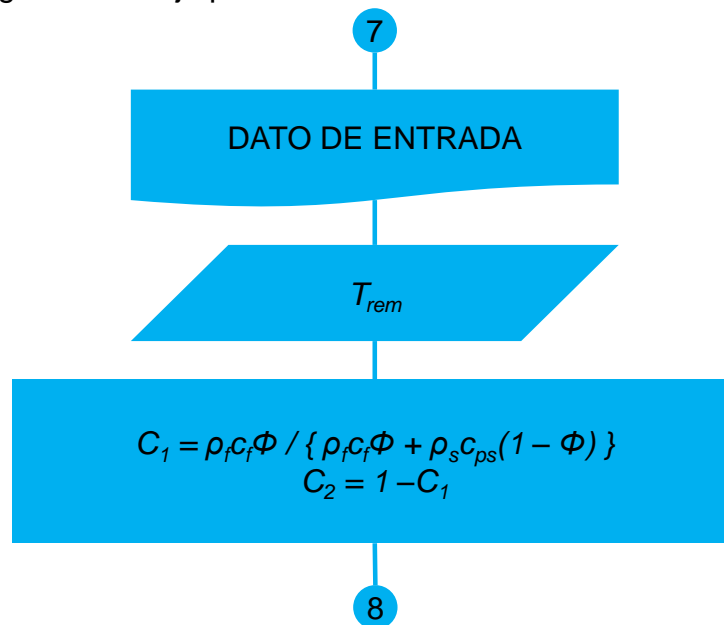 7
DATO DE ENTRADA
T_rem
C_1 = ρ_f c_f Φ / { ρ_f c_f Φ + ρ_s c_ps (1 – Φ) }
C_2 = 1 –C_1
8